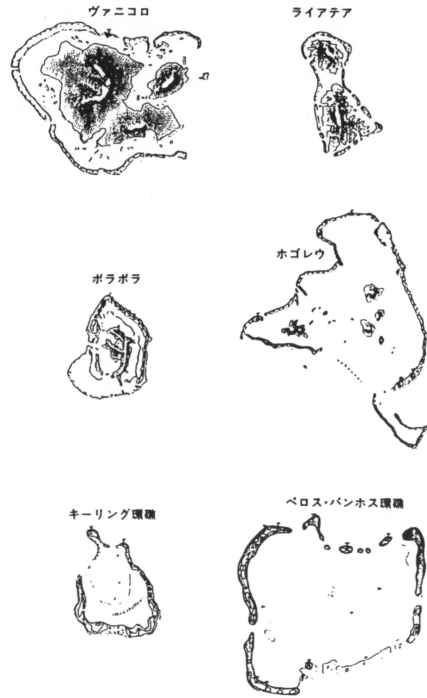 ヴァニコロ
ライアテア
ボラボラ
ホゴレウ
キーリング環礁
ペロス・バンホス環礁